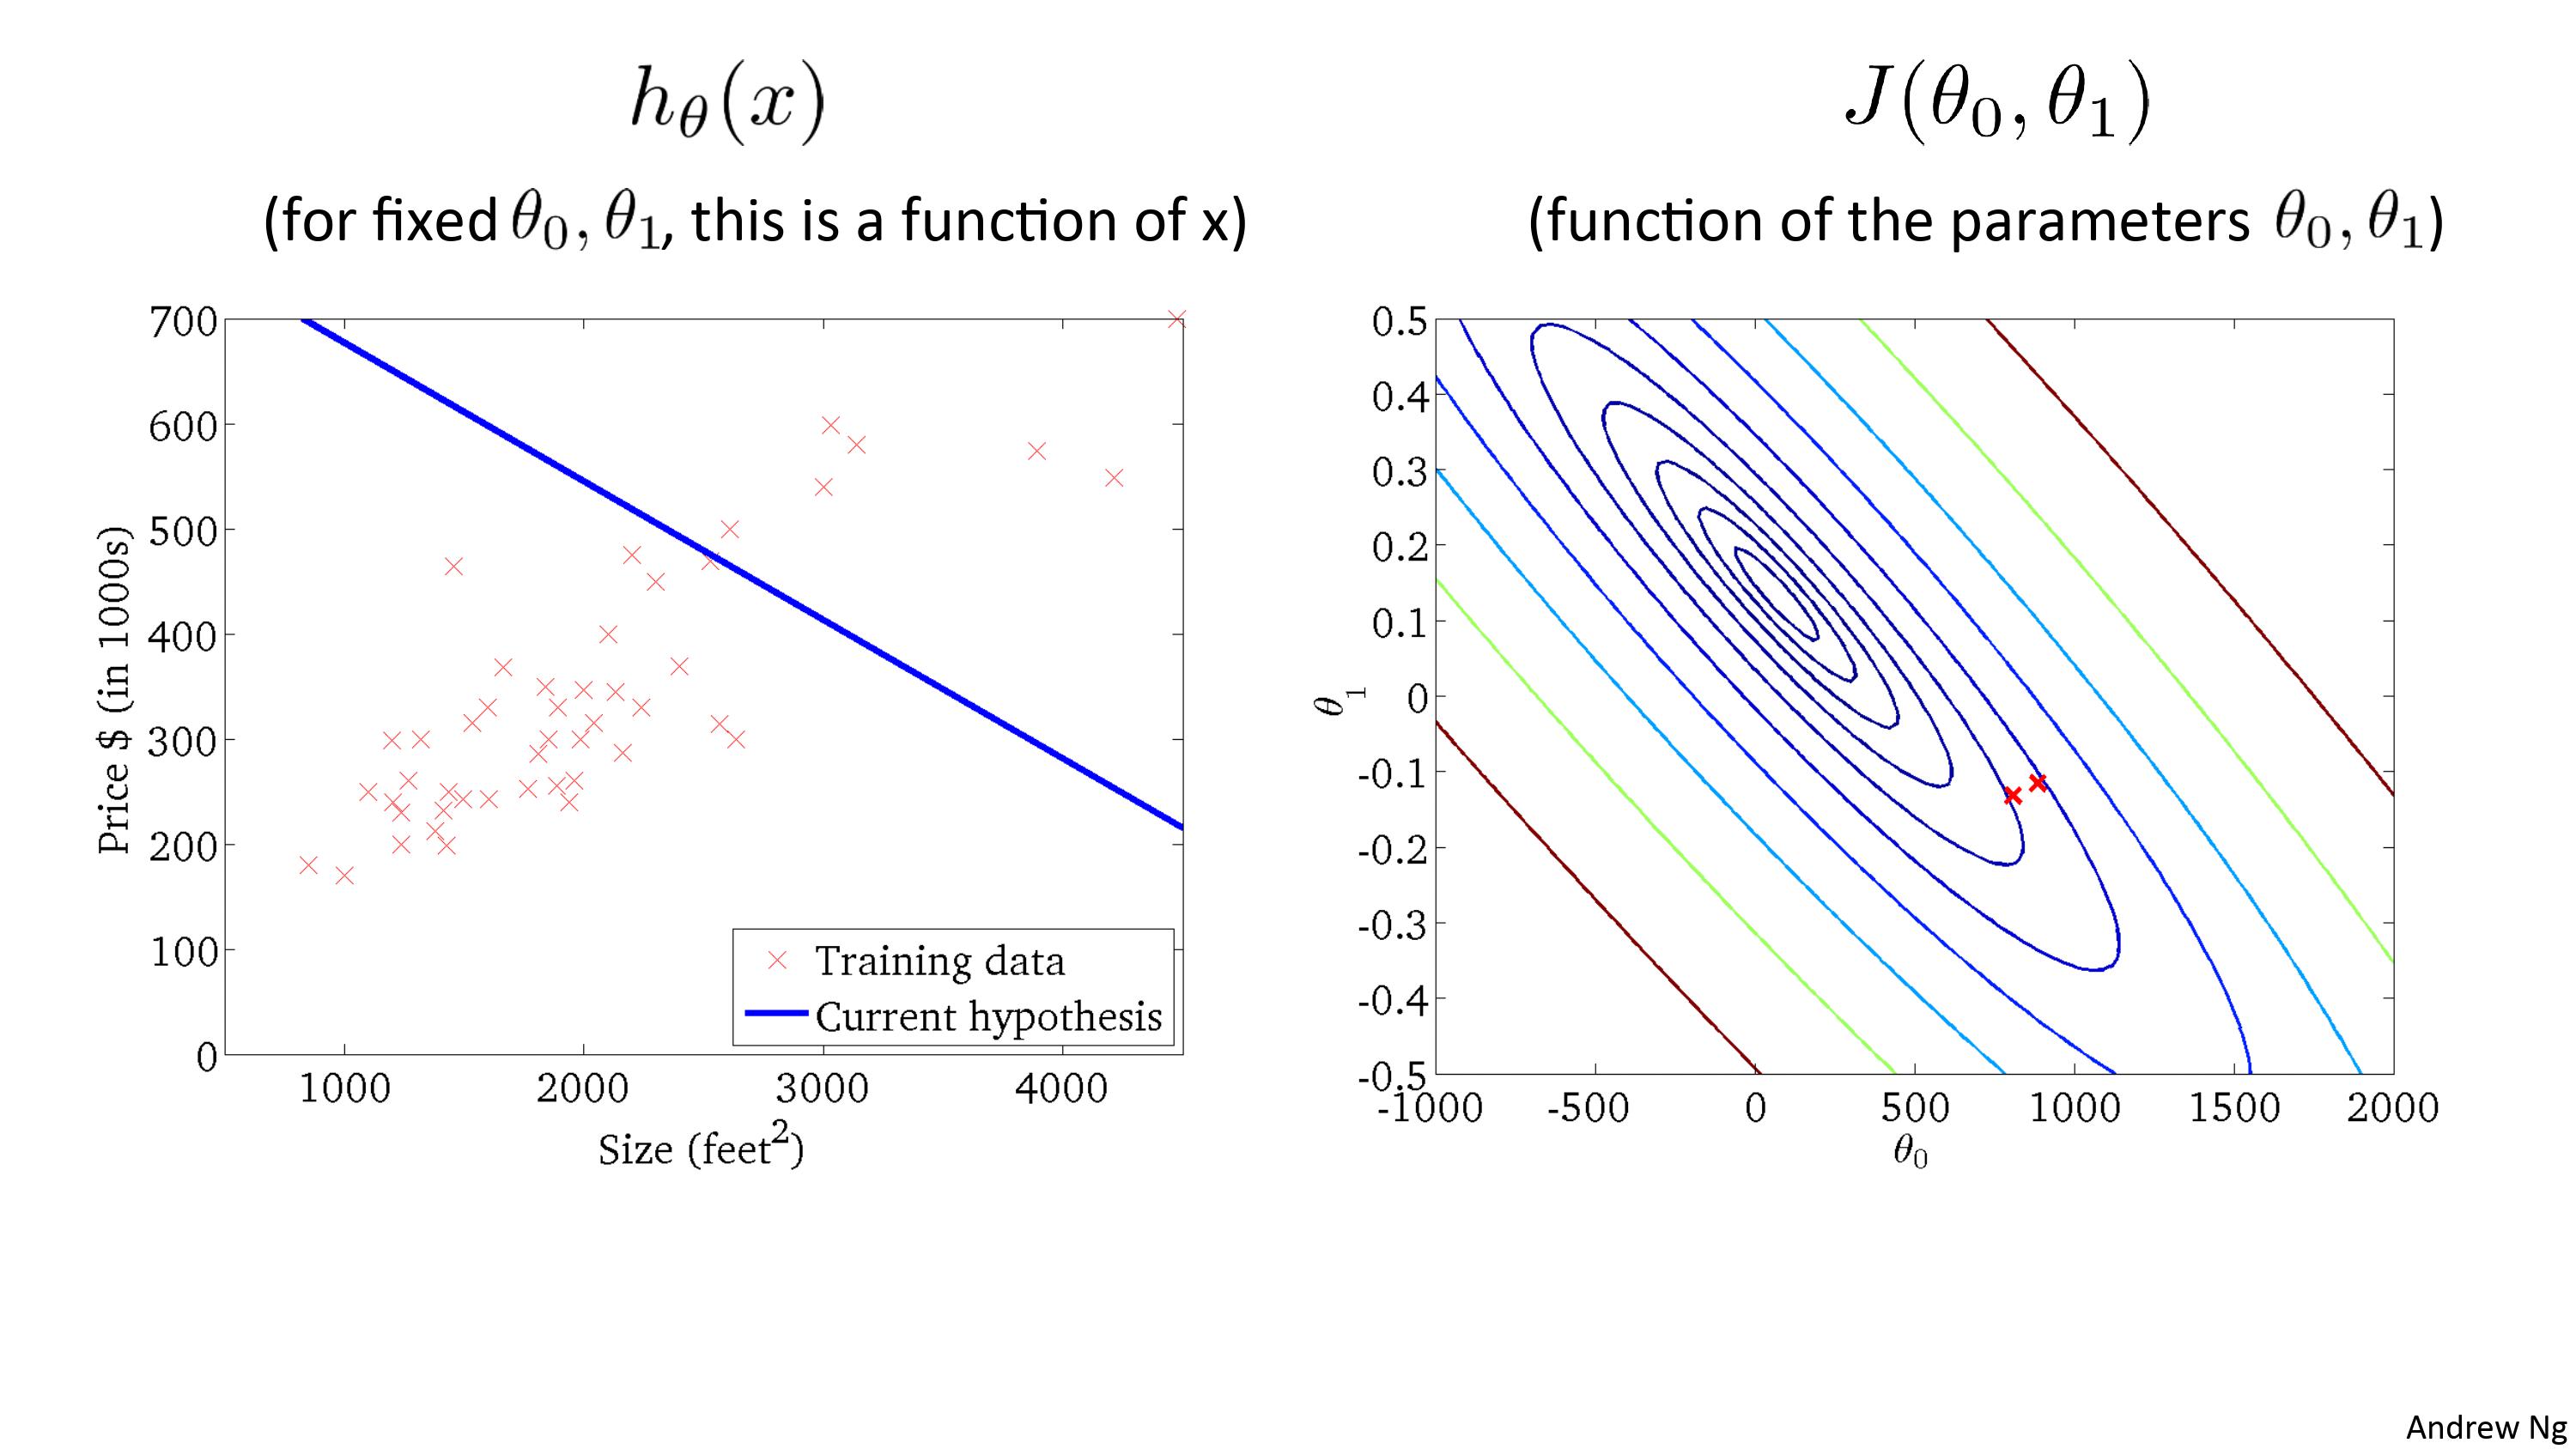 h_θ(x)
(for fixed θ₀, θ₁, this is a function of x)
700
600
500
400
300
200
100
0
Price $ (in 1000s)
Training data
Current hypothesis
1000 2000 3000 4000
Size (feet²)
J(θ₀, θ₁)
(function of the parameters θ₀, θ₁)
0.5
0.4
0.3
0.2
0.1
0
-0.1
-0.2
-0.3
-0.4
-0.5
θ₁
-1000 -500 0 500 1000 1500 2000
θ₀
Andrew Ng